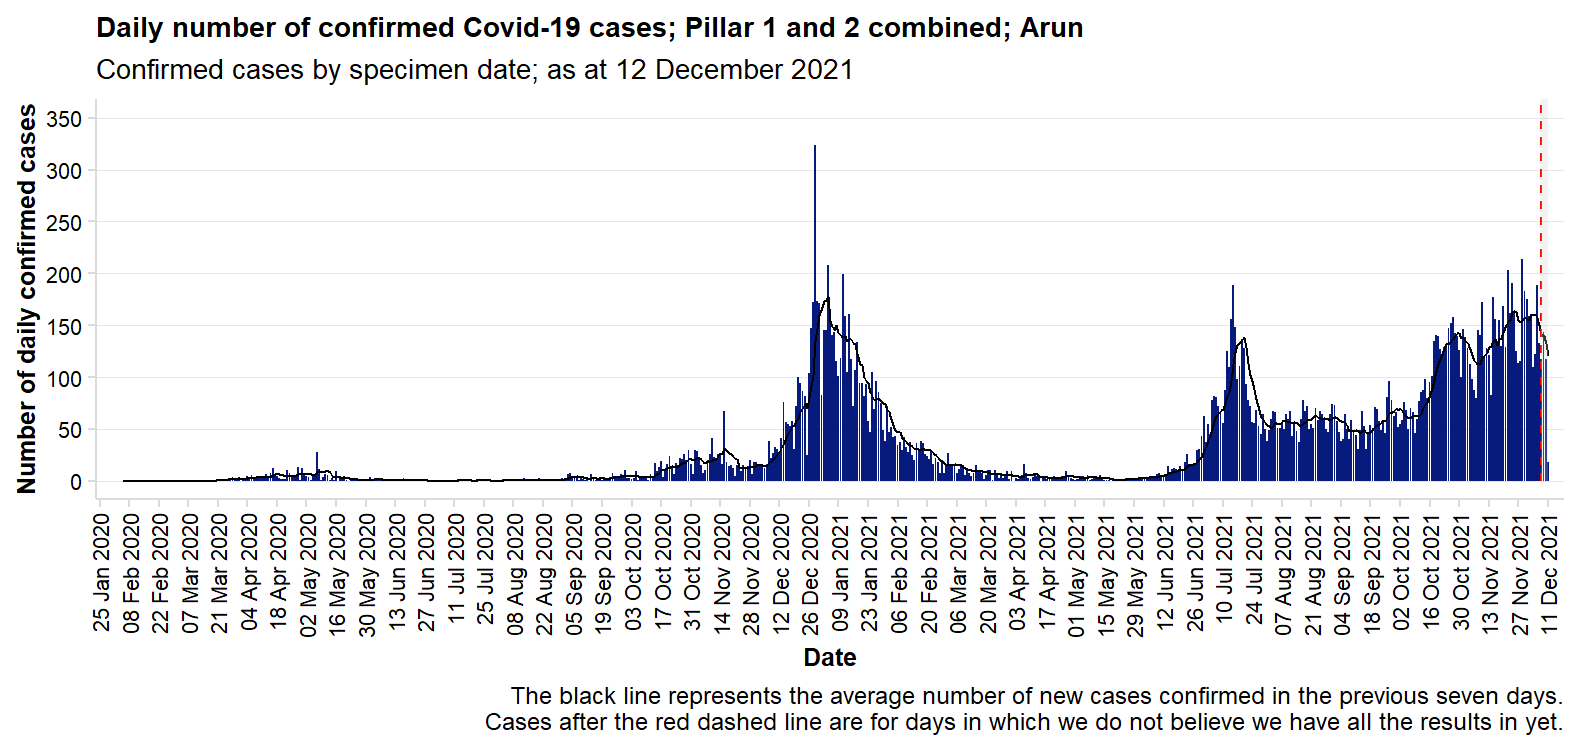 Daily number of confirmed Covid-19 cases; Pillar 1 and 2 combined; Arun
Confirmed cases by specimen date; as at 12 December 2021
Number of daily confirmed cases
350
300
250
200
150
100
50
0
25 Jan 2020
08 Feb 2020
22 Feb 2020
07 Mar 2020
21 Mar 2020
04 Apr 2020
18 Apr 2020
02 May 2020
16 May 2020
30 May 2020
13 Jun 2020
27 Jun 2020
11 Jul 2020
25 Jul 2020
08 Aug 2020
22 Aug 2020
05 Sep 2020
19 Sep 2020
03 Oct 2020
17 Oct 2020
31 Oct 2020
14 Nov 2020
28 Nov 2020
12 Dec 2020
26 Dec 2020
09 Jan 2021
23 Jan 2021
06 Feb 2021
20 Feb 2021
06 Mar 2021
20 Mar 2021
03 Apr 2021
17 Apr 2021
01 May 2021
15 May 2021
29 May 2021
12 Jun 2021
26 Jun 2021
10 Jul 2021
24 Jul 2021
07 Aug 2021
21 Aug 2021
04 Sep 2021
18 Sep 2021
02 Oct 2021
16 Oct 2021
30 Oct 2021
13 Nov 2021
27 Nov 2021
11 Dec 2021
Date
The black line represents the average number of new cases confirmed in the previous seven days.
Cases after the red dashed line are for days in which we do not believe we have all the results in yet.